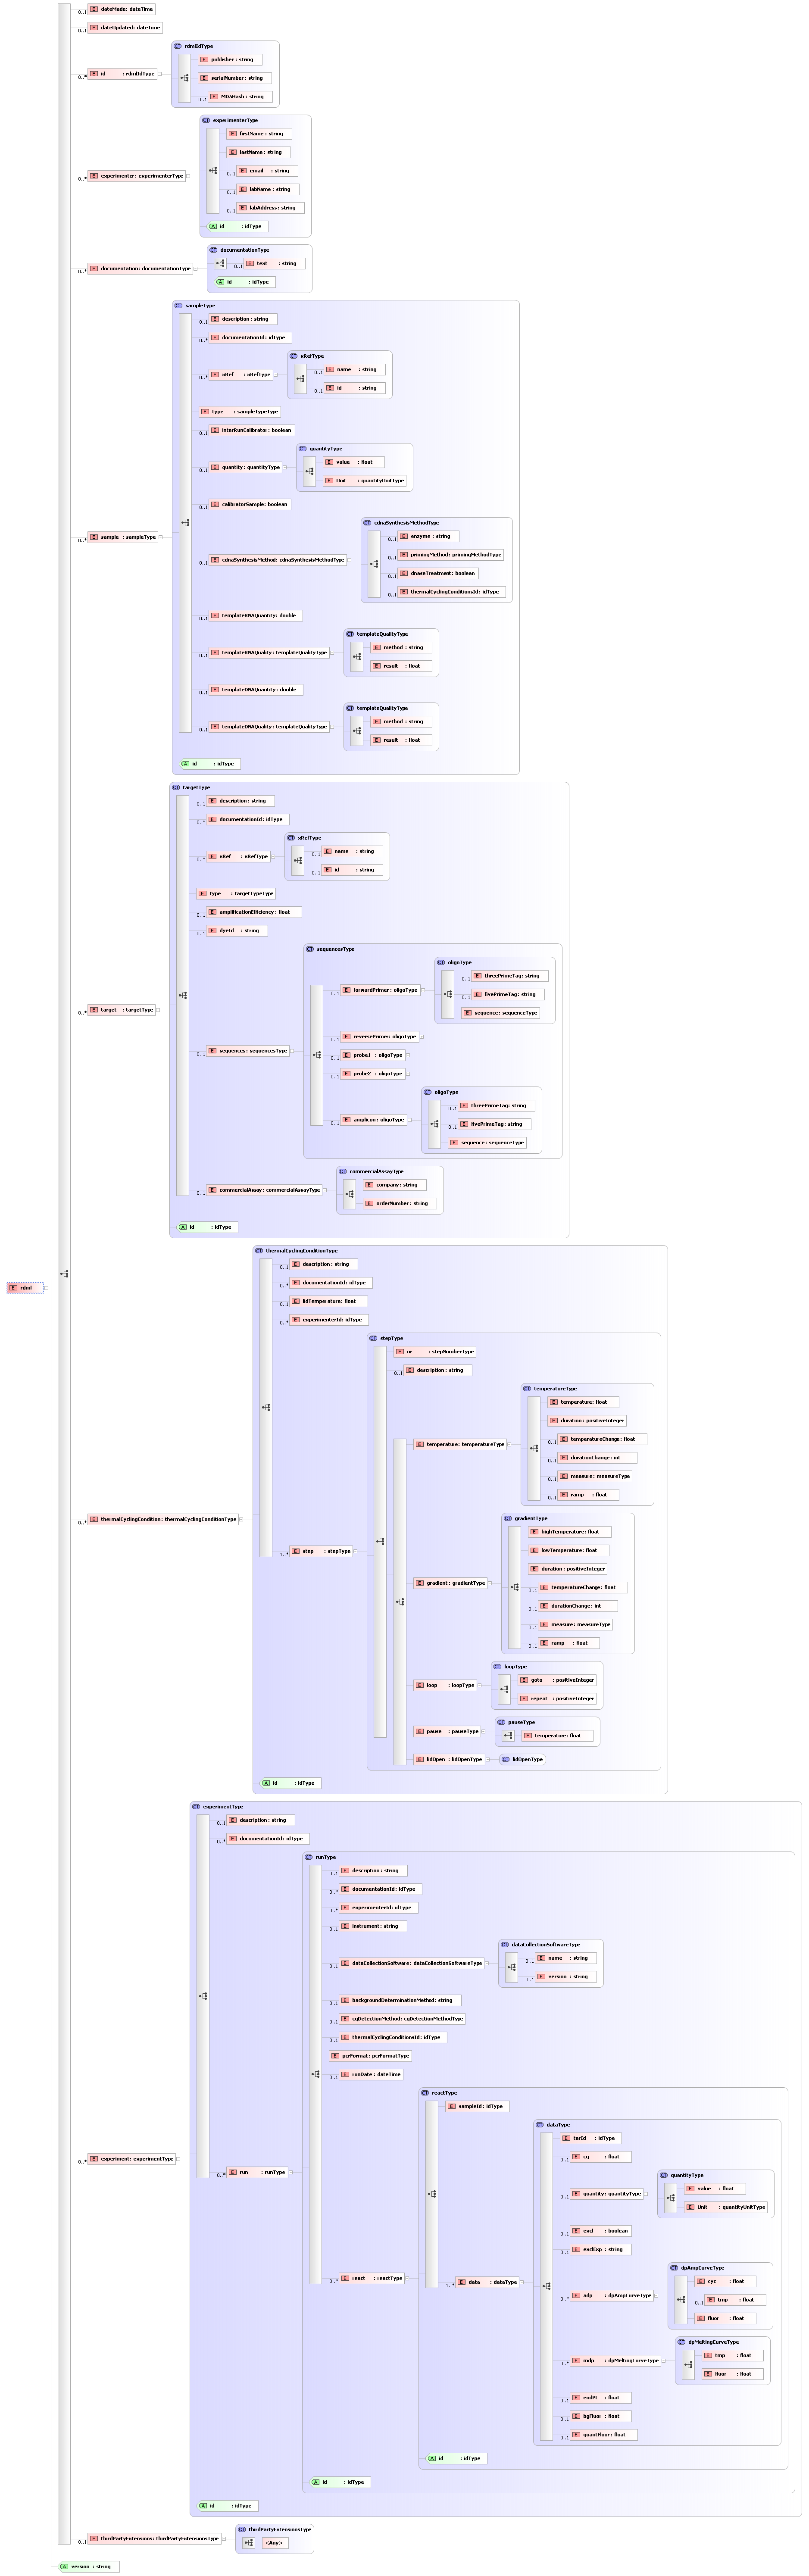 0..1 E dateMade: dateTime
0..1 E dateUpdated: dateTime
rdmlIdType
E publisher : string
0..* E id : rdmlIdType
E serialNumber : string
0..1 E MD5Hash : string
experimenterType
E firstName : string
E lastName : string
0..1 E email : string
0..* E experimenter: experimenterType
0..1 E labName : string
0..1 E labAddress: string
A id : idType
documentationType
0..1 E text : string
0..* E documentation: documentationType
A id : idType
sampleType
0..1 E description : string
0..* E documentationId: idType
xRefType
0..1 E name : string
0..* E xRef : xRefType
0..1 E id : string
E type : sampleTypeType
0..1 E interRunCalibrator: boolean
quantityType
E value : float
0..1 E quantity: quantityType
E Unit : quantityUnitType
0..1 E calibratorSample: boolean
cdnaSynthesisMethodType
0..1 E enzyme : string
0..* E sample : sampleType
0..1 E primingMethod: primingMethodType
0..1 E cdnaSynthesisMethod: cdnaSynthesisMethodType
0..1 E dnaseTreatment: boolean
0..1 E thermalCyclingConditionsId: idType
0..1 E templateRNAQuantity: double
templateQualityType
E method : string
0..1 E templateRNAQuality: templateQualityType
E result : float
0..1 E templateDNAQuantity: double
templateQualityType
E method : string
0..1 E templateDNAQuality: templateQualityType
E result : float
A id : idType
targetType
0..1 E description : string
0..* E documentationId: idType
xRefType
0..1 E name : string
0..* E xRef : xRefType
0..1 E id : string
E type : targetTypeType
0..1 E amplificationEfficiency : float
0..1 E dyeId : string
sequencesType
oligoType
0..1 E threePrimeTag: string
0..1 E forwardPrimer : oligoType
0..1 E fivePrimeTag: string
0..* E target : targetType
E sequence: sequenceType
0..1 E reversePrimer: oligoType
0..1 E sequences: sequencesType
0..1 E probe1 : oligoType
0..1 E probe2 : oligoType
oligoType
0..1 E threePrimeTag: string
0..1 E amplicon : oligoType
0..1 E fivePrimeTag: string
E sequence: sequenceType
commercialAssayType
E company : string
0..1 E commercialAssay: commercialAssayType
E orderNumber : string
A id : idType
thermalCyclingConditionType
0..1 E description : string
0..* E documentationId: idType
E rdml
0..1 E lidTemperature: float
0..* E experimenterId: idType
stepType
E nr : stepNumberType
0..1 E description : string
temperatureType
E temperature: float
E duration : positiveInteger
0..1 E temperatureChange: float
E temperature: temperatureType
0..1 E durationChange: int
0..1 E measure: measureType
0..1 E ramp : float
0..* E thermalCyclingCondition: thermalCyclingConditionType
gradientType
E highTemperature: float
1..* E step : stepType
E lowTemperature: float
E duration : positiveInteger
E gradient : gradientType
0..1 E temperatureChange: float
0..1 E durationChange: int
0..1 E measure: measureType
0..1 E ramp : float
loopType
E goto : positiveInteger
E loop : loopType
E repeat : positiveInteger
pauseType
E pause : pauseType
E temperature: float
E lidOpen : lidOpenType
lidOpenType
A id : idType
experimentType
0..1 E description : string
0..* E documentationId: idType
runType
0..1 E description : string
0..* E documentationId: idType
0..* E experimenterId: idType
0..1 E instrument: string
dataCollectionSoftwareType
0..1 E name : string
0..1 E dataCollectionSoftware: dataCollectionSoftwareType
0..1 E version : string
0..1 E backgroundDeterminationMethod: string
0..1 E cqDetectionMethod: cqDetectionMethodType
0..1 E thermalCyclingConditionsId: idType
E pcrFormat: pcrFormatType
0..1 E runDate : dateTime
reactType
E sampleId: idType
dataType
E tarId : idType
0..1 E cq : float
0..* E experiment: experimentType
0..* E run : runType
quantityType
E value : float
0..1 E quantity: quantityType
E Unit : quantityUnitType
0..1 E excl : boolean
0..1 E exclExp : string
dpAmpCurveType
0..* E react : reactType
1..* E data : dataType
E cyc : float
0..* E adp : dpAmpCurveType
0..1 E tmp : float
E fluor : float
dpMeltingCurveType
E tmp : float
0..* E mdp : dpMeltingCurveType
E fluor : float
0..1 E endPt : float
0..1 E bgFluor : float
0..1 E quantFluor: float
A id : idType
A id : idType
A id : idType
thirdPartyExtensionsType
0..1 E thirdPartyExtensions: thirdPartyExtensionsType
<Any>
A version : string